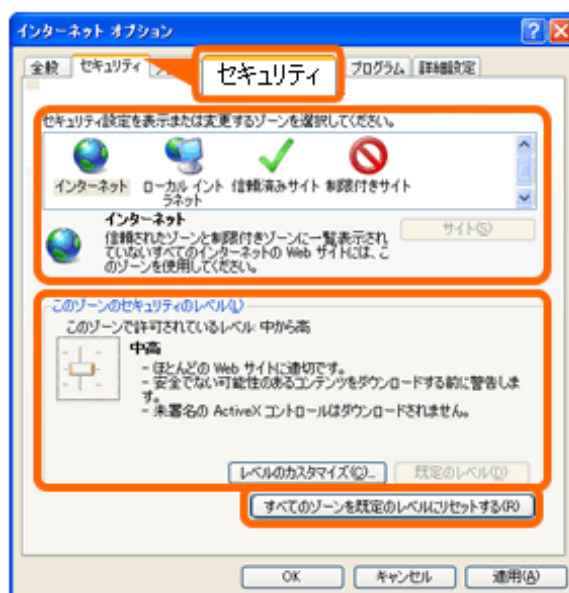 インターネット オプション
全般 セキュリティ プログラム 詳細設定
セキュリティ
セキュリティ設定を表示または変更するゾーンを選択してください。
インターネット ローカル イント 信頼済みサイト 制限付きサイト
ラネット
インターネット
サイト(S)
信頼されたゾーンと制限付きゾーンに一覧表示され
ていないすべてのインターネットの Web サイトには、こ
のゾーンを使用してください。
このゾーンのセキュリティのレベル(L)
このゾーンで許可されているレベル: 中から高
中高
- ほとんどの Web サイトに適切です。
- 安全でない可能性のあるコンテンツをダウンロードする前に警告しま
す。
- 未署名の ActiveX コントロールはダウンロードされません。
レベルのカスタマイズ(C)... 既定のレベル(D)
すべてのゾーンを既定のレベルにリセットする(R)
OK キャンセル 適用(A)